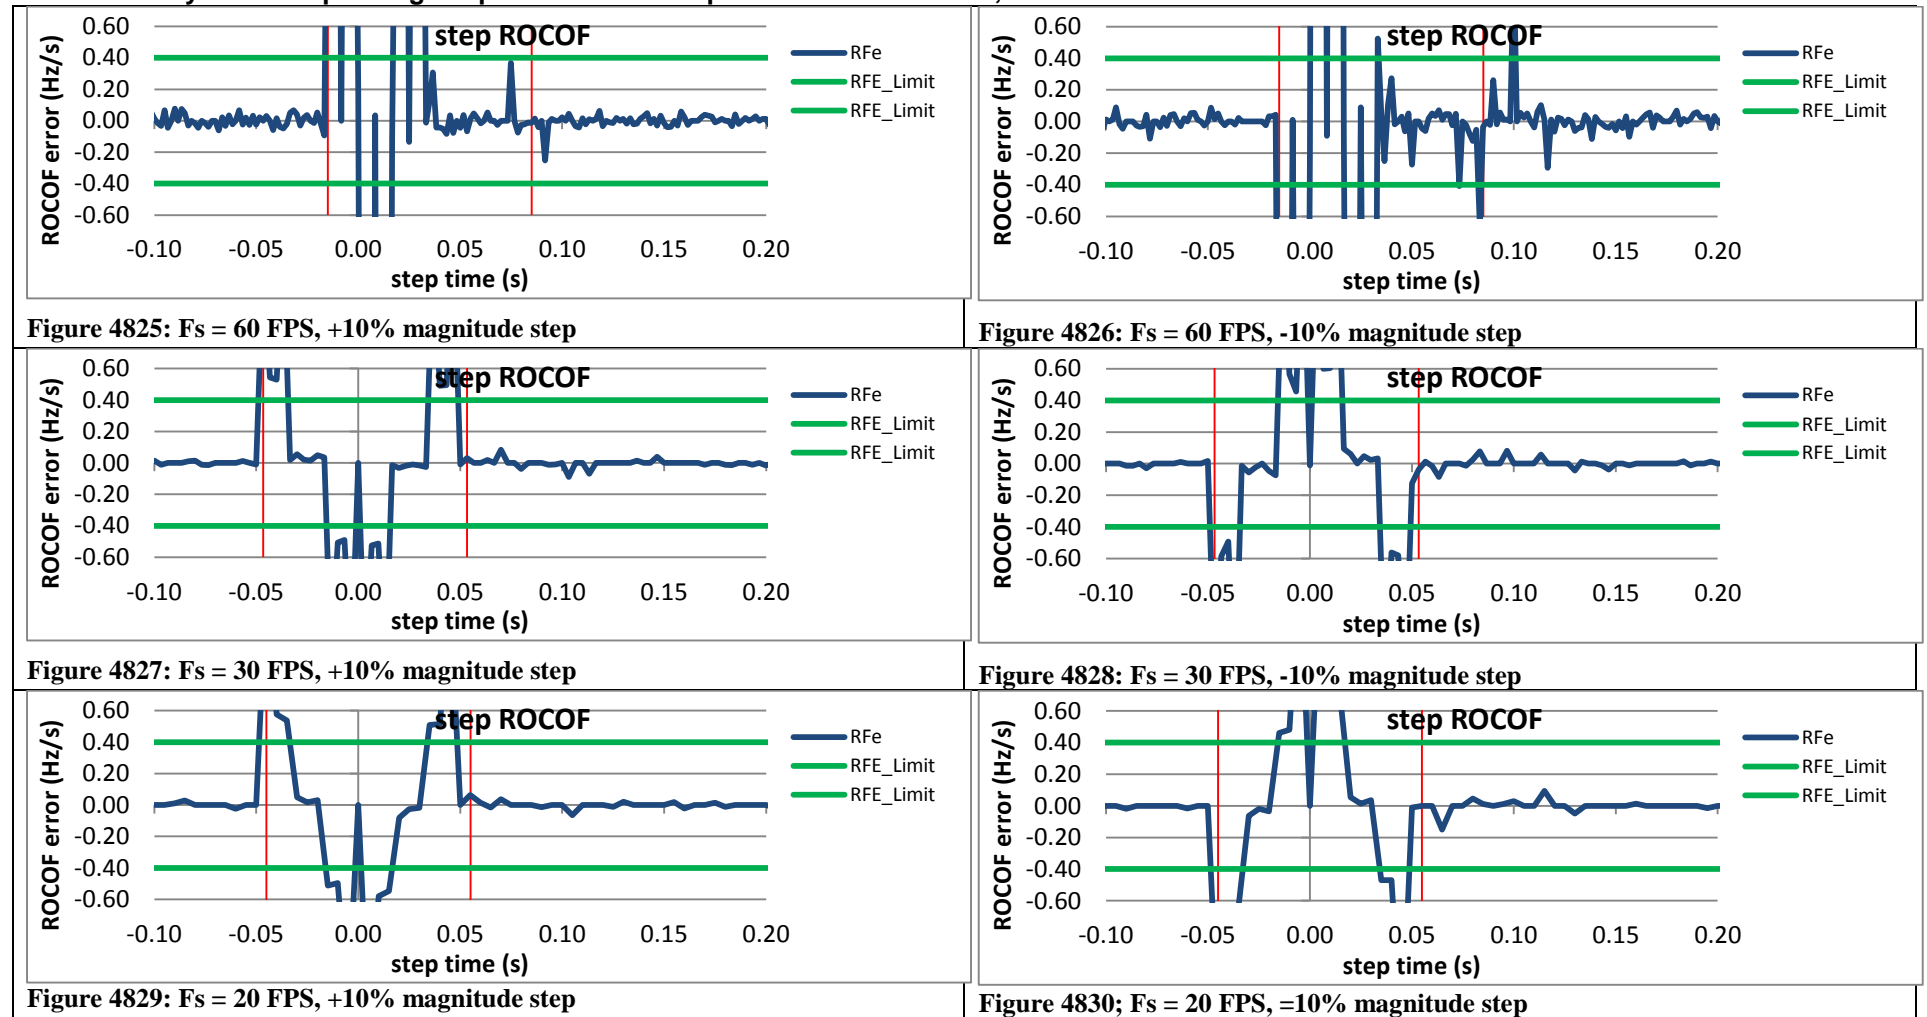 step ROCOF
ROCOF error (Hz/s)
0.60
0.40
0.20
0.00
-0.20
-0.40
-0.60
-0.10 -0.05 0.00 0.05 0.10 0.15 0.20
step time (s)
RFe
RFE_Limit
RFE_Limit
Figure 4825: Fs = 60 FPS, +10% magnitude step
step ROCOF
ROCOF error (Hz/s)
0.60
0.40
0.20
0.00
-0.20
-0.40
-0.60
-0.10 -0.05 0.00 0.05 0.10 0.15 0.20
step time (s)
RFe
RFE_Limit
RFE_Limit
Figure 4826: Fs = 60 FPS, -10% magnitude step
step ROCOF
ROCOF error (Hz/s)
0.60
0.40
0.20
0.00
-0.20
-0.40
-0.60
-0.10 -0.05 0.00 0.05 0.10 0.15 0.20
step time (s)
RFe
RFE_Limit
RFE_Limit
Figure 4827: Fs = 30 FPS, +10% magnitude step
step ROCOF
ROCOF error (Hz/s)
0.60
0.40
0.20
0.00
-0.20
-0.40
-0.60
-0.10 -0.05 0.00 0.05 0.10 0.15 0.20
step time (s)
RFe
RFE_Limit
RFE_Limit
Figure 4828: Fs = 30 FPS, -10% magnitude step
step ROCOF
ROCOF error (Hz/s)
0.60
0.40
0.20
0.00
-0.20
-0.40
-0.60
-0.10 -0.05 0.00 0.05 0.10 0.15 0.20
step time (s)
RFe
RFE_Limit
RFE_Limit
Figure 4829: Fs = 20 FPS, +10% magnitude step
step ROCOF
ROCOF error (Hz/s)
0.60
0.40
0.20
0.00
-0.20
-0.40
-0.60
-0.10 -0.05 0.00 0.05 0.10 0.15 0.20
step time (s)
RFe
RFE_Limit
RFE_Limit
Figure 4830; Fs = 20 FPS, =10% magnitude step